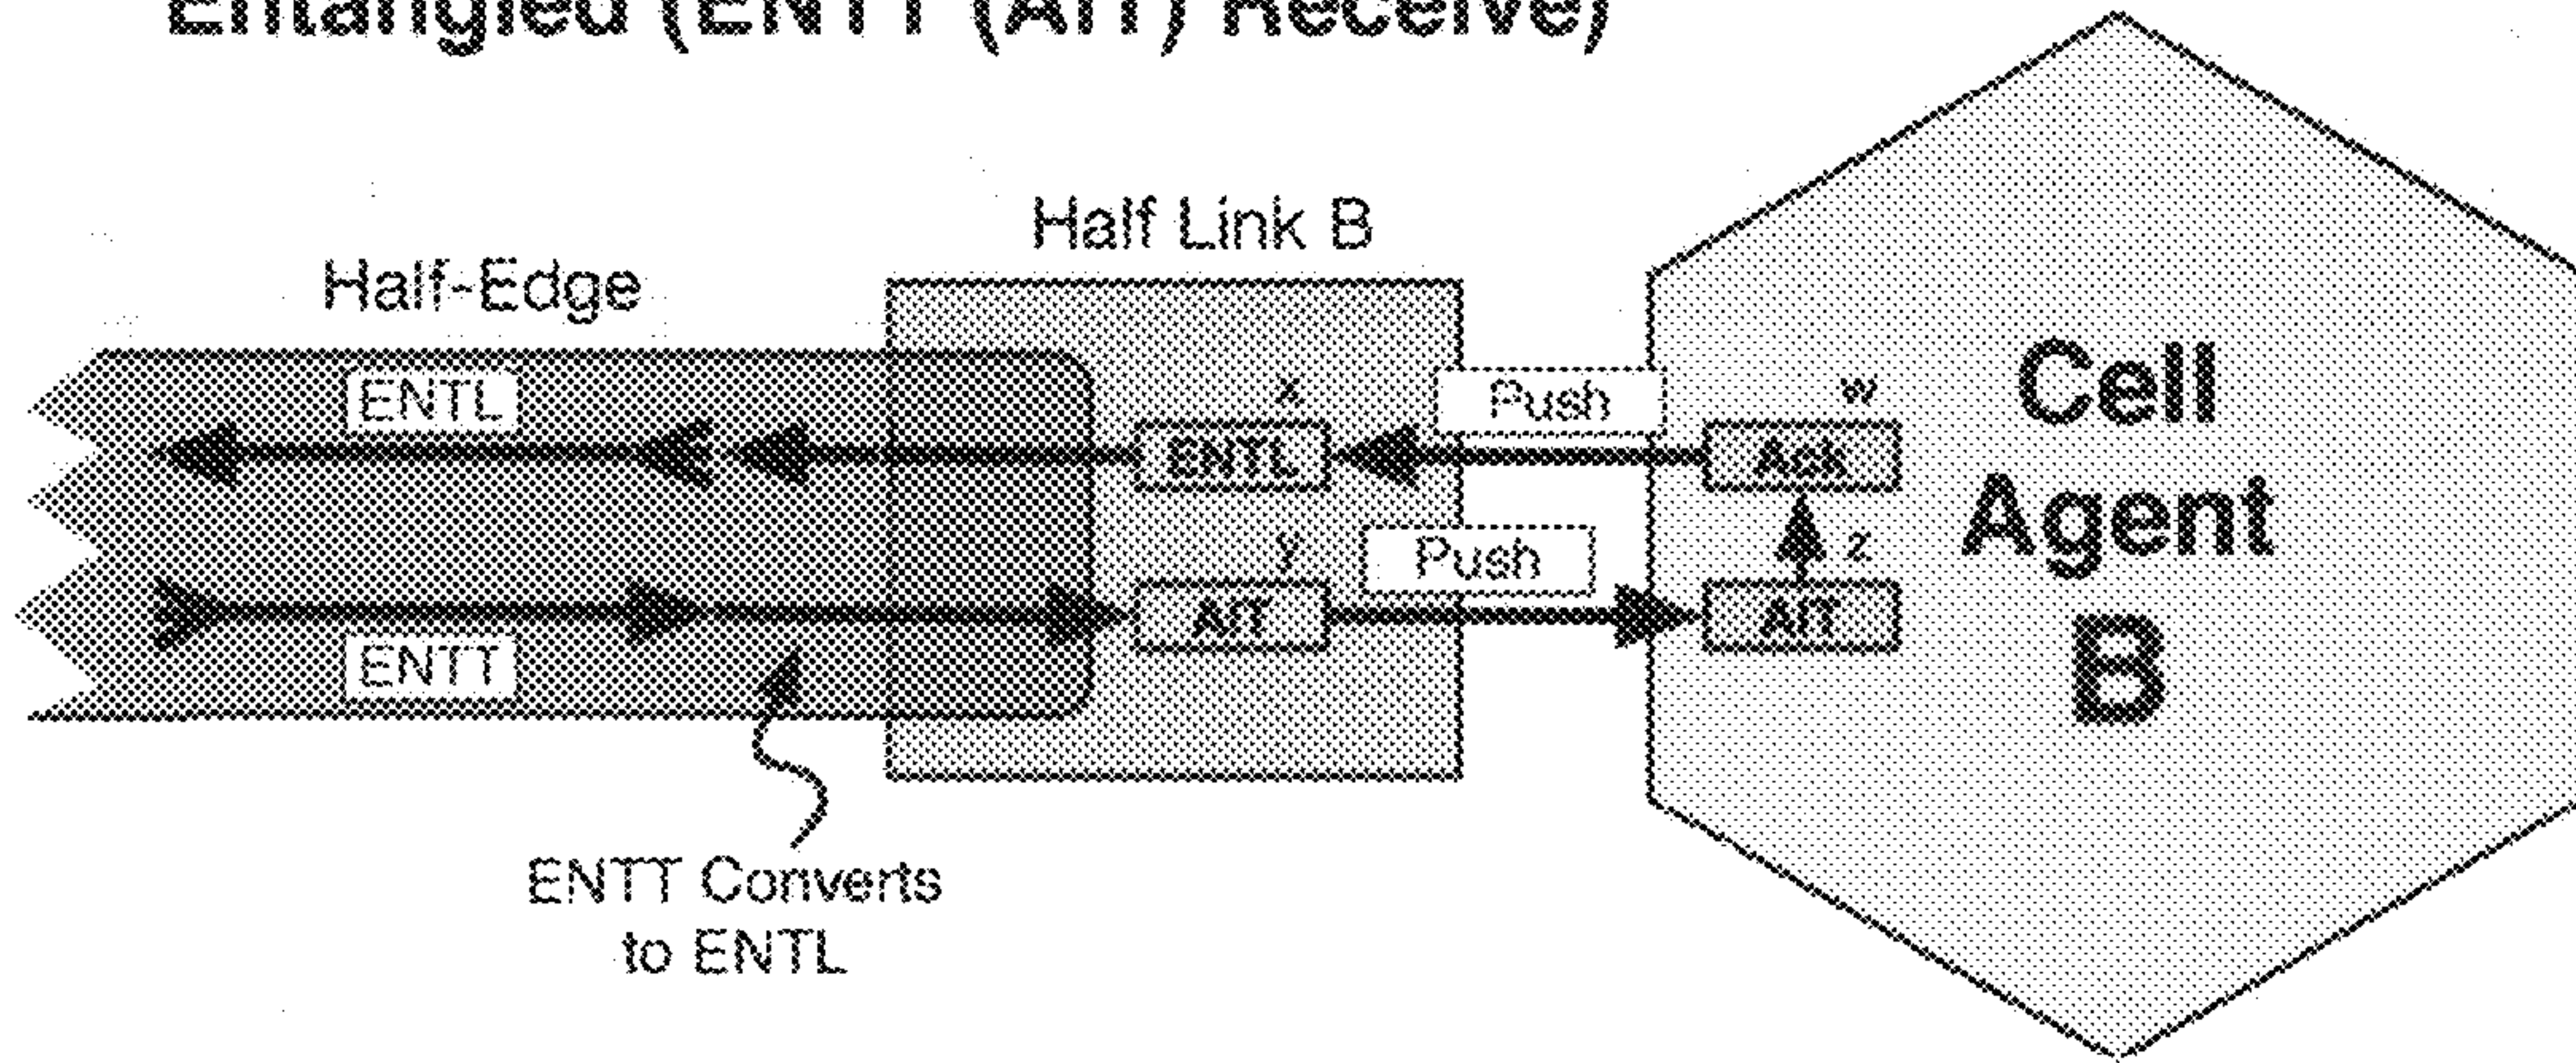 Entangled (ENTT (AIT) Receive)
Half Link B
Half-Edge
ENTL
x
Push
w
ENTL
Ack
Cell
Agent
B
y
Push
z
AIT
AIT
ENTT
ENTT Converts
to ENTL